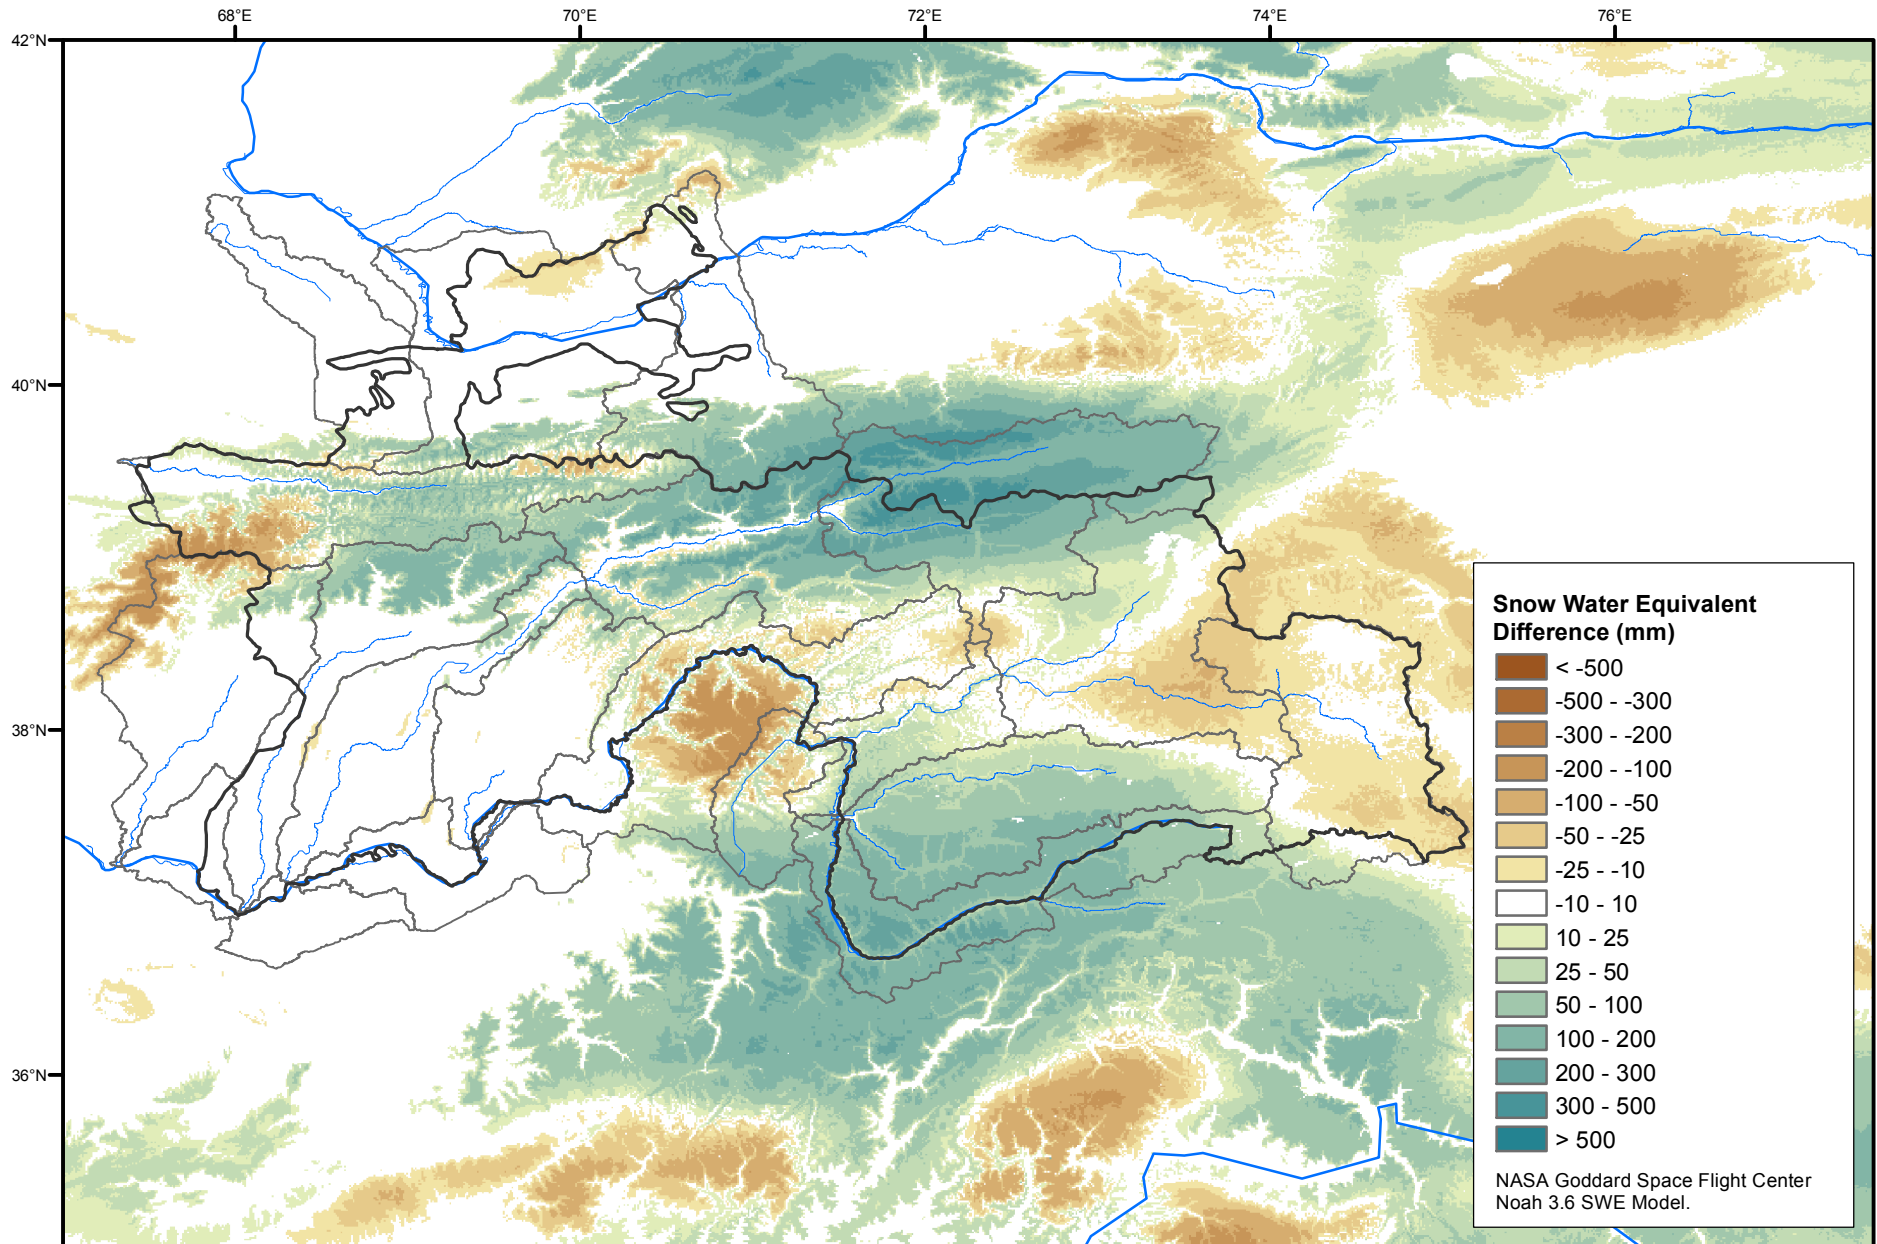 68°E 70°E 72°E 74°E 76°E
42°N
40°N
38°N
36°N
Snow Water Equivalent
Difference (mm)
< -500
-500 - -300
-300 - -200
-200 - -100
-100 - -50
-50 - -25
-25 - -10
-10 - 10
10 - 25
25 - 50
50 - 100
100 - 200
200 - 300
300 - 500
> 500
NASA Goddard Space Flight Center
Noah 3.6 SWE Model.